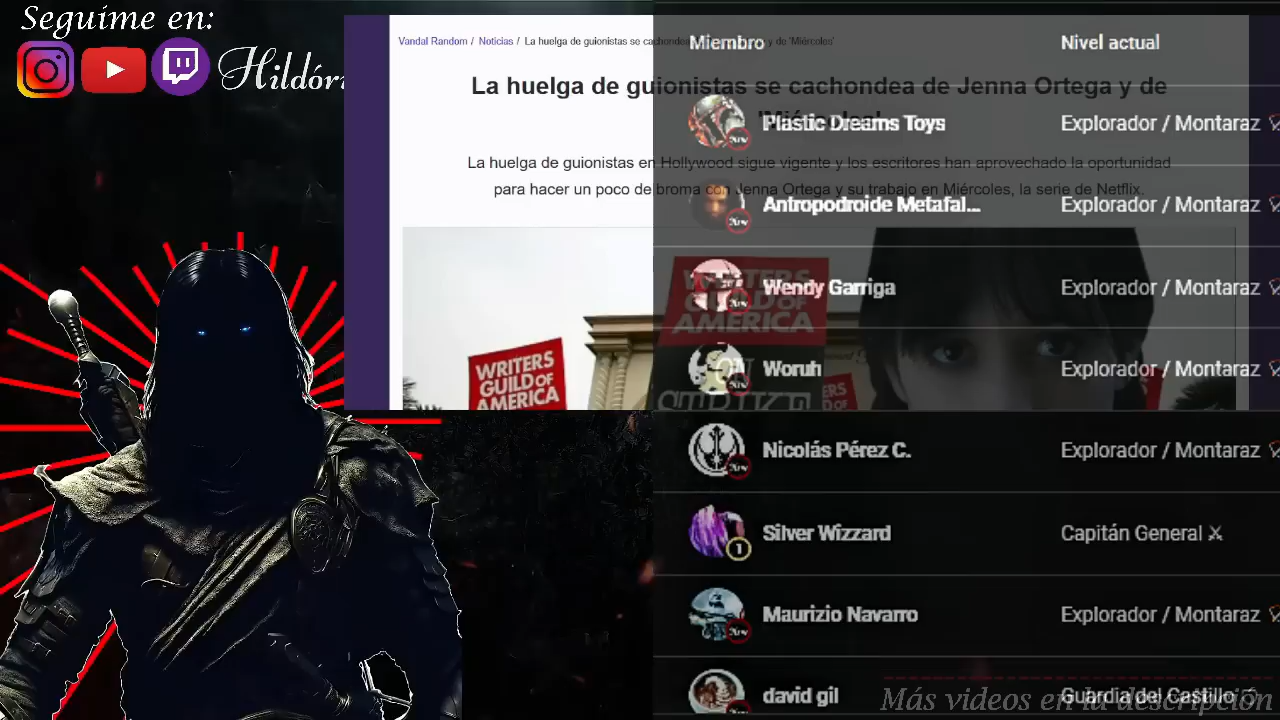 Seguime en:
Vandal Random / Noticias / La huelga de guionistas se cachondea y de 'Miércoles'
La huelga de guionistas se cachondea de Jenna Ortega y de
'Miércoles'
La huelga de guionistas en Hollywood sigue vigente y los escritores han aprovechado la oportunidad
para hacer un poco de broma con Jenna Ortega y su trabajo en Miércoles, la serie de Netflix.
WRITERS
GUILD OF
AMERICA
WRITERS
GUILD OF
AMERICA
Miembro Nivel actual
Plastic Dreams Toys Explorador / Montaraz
Antropodroide Metafal... Explorador / Montaraz
Wendy Garriga Explorador / Montaraz
Woruh Explorador / Montaraz
Nicolás Pérez C. Explorador / Montaraz
Silver Wizzard Capitán General
Maurizio Navarro Explorador / Montaraz
david gil Guardia del Castillo
Más videos en la descripción